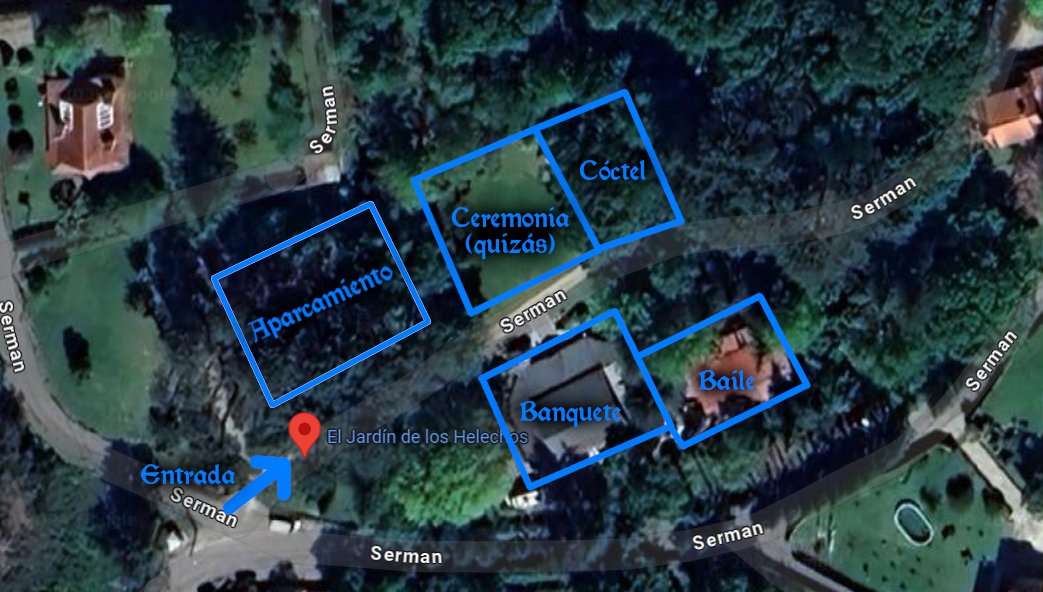 Serman
Cóctel
Serman
Ceremonia
(quizás)
Aparcamiento
Serman
Serman
Serman
Baile
Banquete
El Jardín de los Helechos
Entrada
Serman
Serman
Serman